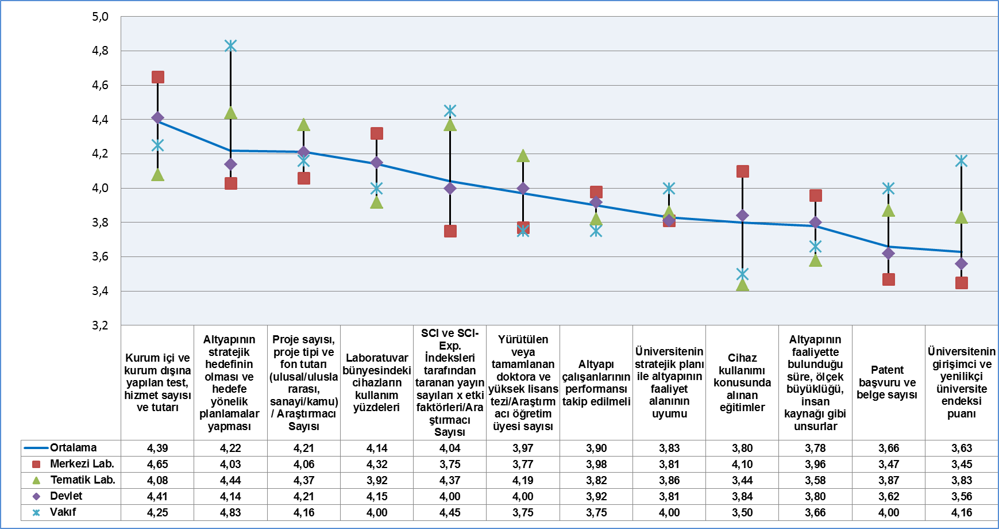 5,0
4,8
4,6
4,4
4,2
4,0
3,8
3,6
3,4
3,2
Kurum içi ve
kurum dışına
yapılan test,
hizmet sayısı
ve tutarı
Altyapının
stratejik
hedefinin
olması ve
hedefe
yönelik
planlamalar
yapması
Proje sayısı,
proje tipi ve
fon tutarı
(ulusal/ulusla
rarası,
sanayi/kamu)
/ Araştırmacı
Sayısı
Laboratuvar
bünyesindeki
cihazların
kullanım
yüzdeleri
SCI ve SCI-
Exp.
İndeksleri
tarafından
taranan yayın
sayıları x etki
faktörleri/Ara
ştırmacı
Sayısı
Yürütülen
veya
tamamlanan
doktora ve
yüksek lisans
tezi/Araştırm
acı öğretim
üyesi sayısı
Altyapı
çalışanlarının
performansı
takip edilmeli
Üniversitenin
stratejik planı
ile altyapının
faaliyet
alanının
uyumu
Cihaz
kullanımı
konusunda
alınan
eğitimler
Altyapının
faaliyette
bulunduğu
süre, ölçek
büyüklüğü,
insan
kaynağı gibi
unsurlar
Patent
başvuru ve
belge sayısı
Üniversitenin
girişimci ve
yenilikçi
üniversite
endeksi
puanı
Ortalama 4,39 4,22 4,21 4,14 4,04 3,97 3,90 3,83 3,80 3,78 3,66 3,63
Merkezi Lab. 4,65 4,03 4,06 4,32 3,75 3,77 3,98 3,81 4,10 3,96 3,47 3,45
Tematik Lab. 4,08 4,44 4,37 3,92 4,37 4,19 3,82 3,86 3,44 3,58 3,87 3,83
Devlet 4,41 4,14 4,21 4,15 4,00 4,00 3,92 3,81 3,84 3,80 3,62 3,56
Vakıf 4,25 4,83 4,16 4,00 4,45 3,75 3,75 4,00 3,50 3,66 4,00 4,16